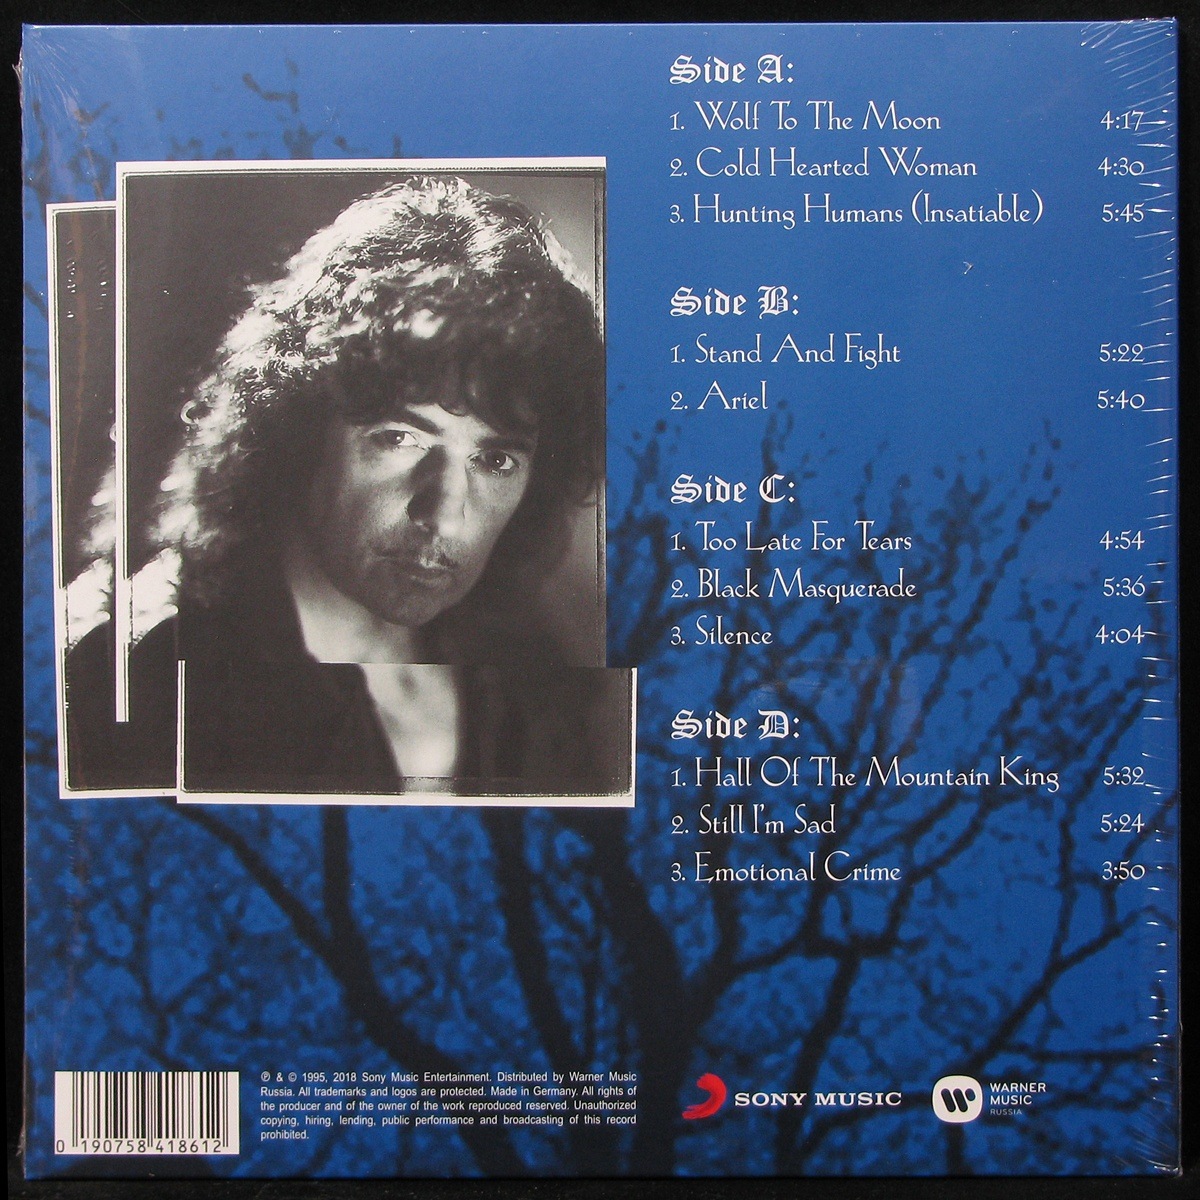 Side A:
1. Wolf To The Moon 4:17
2. Cold Hearted Woman 4:30
3. Hunting Humans (Insatiable) 5:45
Side B:
1. Stand And Fight 5:22
2. Ariel 5:40
Side C:
1. Too Late For Tears 4:54
2. Black Masquerade 5:36
3. Silence 4:04
Side D:
1. Hall Of The Mountain King 5:32
2. Still I'm Sad 5:24
3. Emotional Crime 3:50
0 190758 418612
℗ & © 1995, 2018 Sony Music Entertainment. Distributed by Warner Music
Russia. All trademarks and logos are protected. Made in Germany. All rights of
the producer and of the owner of the work reproduced reserved. Unauthorized
copying, hiring, lending, public performance and broadcasting of this record
prohibited.
SONY MUSIC
WARNER
MUSIC
RUSSIA